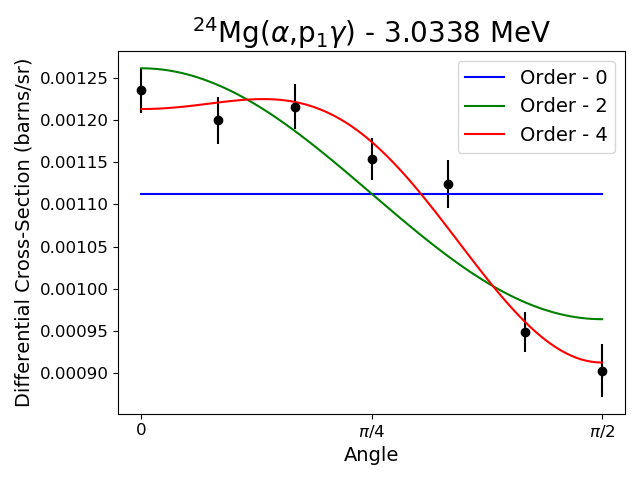 ²⁴Mg(α,p₁γ) - 3.0338 MeV
Differential Cross-Section (barns/sr)
0.00125
0.00120
0.00115
0.00110
0.00105
0.00100
0.00095
0.00090
Order - 0
Order - 2
Order - 4
0
π/4
π/2
Angle